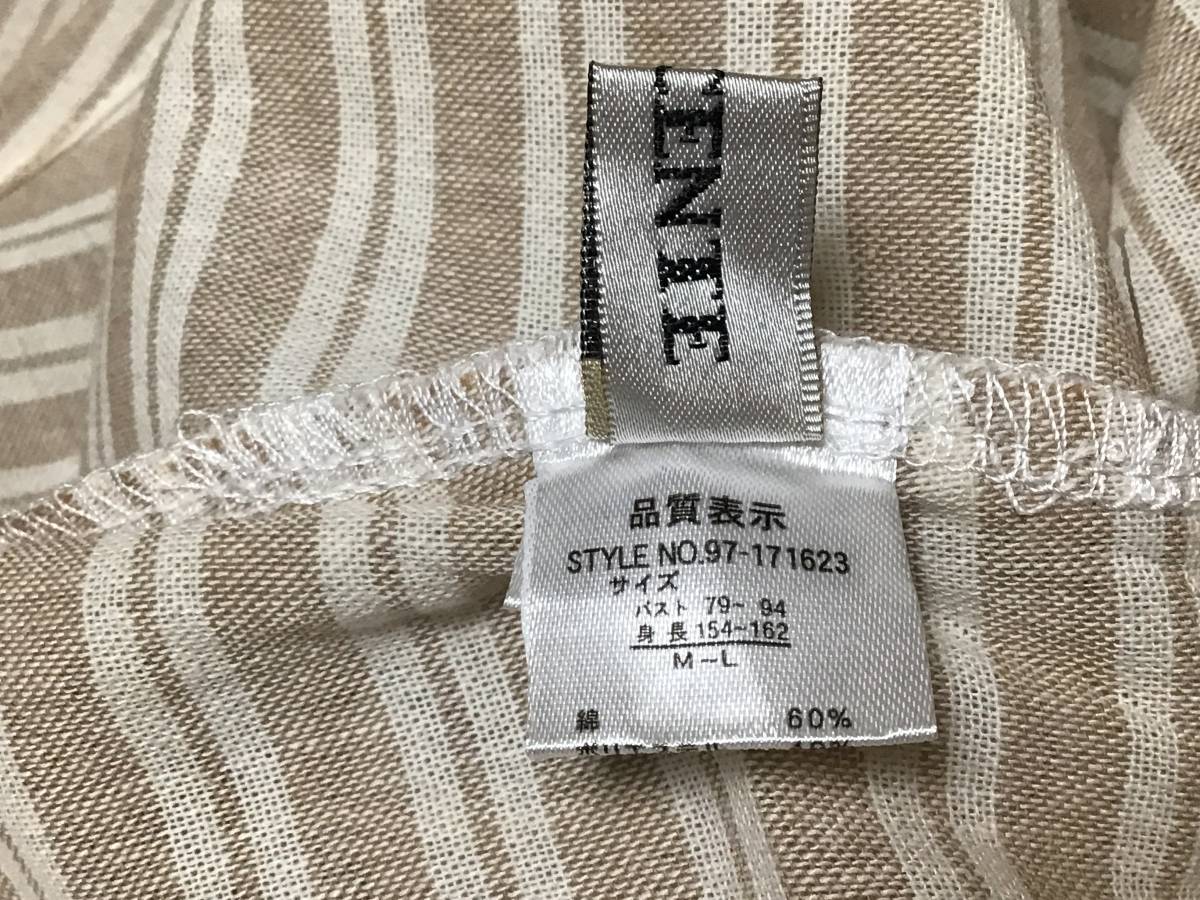 ENTE
品質表示
STYLE NO.97-171623
サイズ
バスト 79~ 94
身長 154~162
M~L
綿 60%